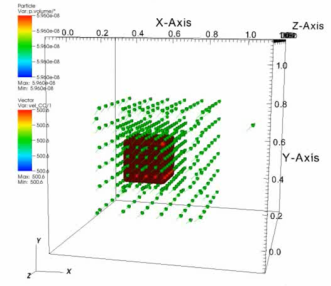 Particle
Var: p.volume/*
5.960e-08
5.960e-08
5.960e-08
5.960e-08
5.960e-08
Max: 5.960e-08
Min: 5.960e-08
Vector
Var: vel_CC/1
500.6
500.6
500.6
500.6
500.6
Max: 500.6
Min: 500.6
X-Axis
Z-Axis
0.0 0.2 0.4 0.6 0.8 1.0
1.0
0.8
0.6
Y-Axis
0.4
0.2
0.0
Y
Z X